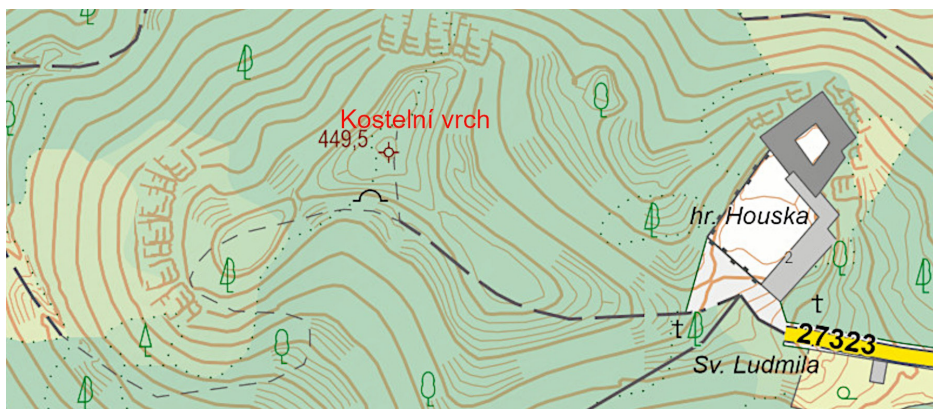 Kostelní vrch
449,5
hr. Houska
2
27323
Sv. Ludmila